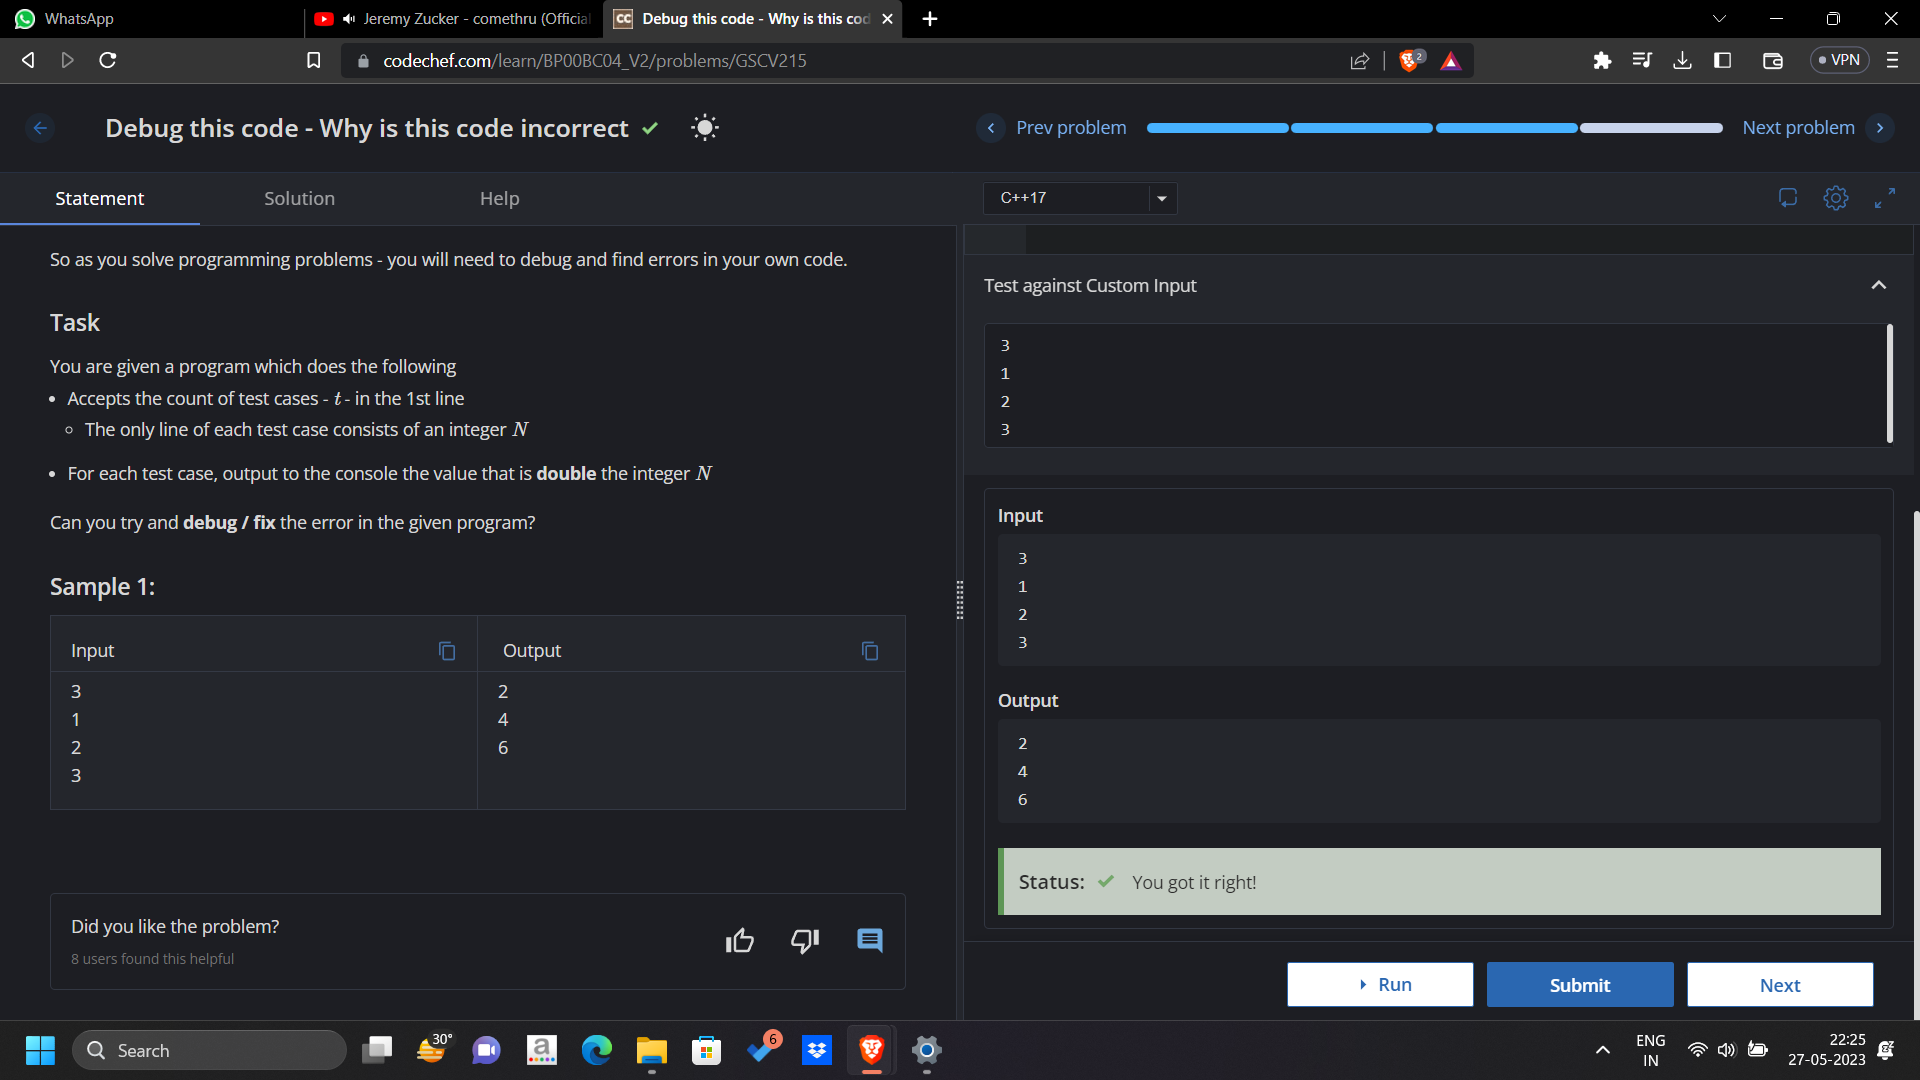 WhatsApp
Jeremy Zucker - comethru (Official
Debug this code - Why is this cod
codechef.com/learn/BP00BC04_V2/problems/GSCV215
2
VPN
Debug this code - Why is this code incorrect
Prev problem
Next problem
Statement
Solution
Help
C++17
So as you solve programming problems - you will need to debug and find errors in your own code.
Task
You are given a program which does the following
• Accepts the count of test cases - t - in the 1st line
The only line of each test case consists of an integer N
• For each test case, output to the console the value that is double the integer N
Can you try and debug / fix the error in the given program?
Sample 1:
Input
Output
3
1
2
3
2
4
6
Did you like the problem?
8 users found this helpful
Test against Custom Input
3
1
2
3
Input
3
1
2
3
Output
2
4
6
Status: You got it right!
Run
Submit
Next
Search
30°
a
6
ENG
IN
22:25
27-05-2023